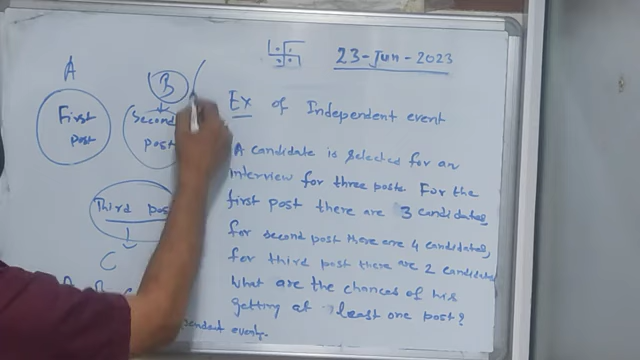 A
B
First
post
Second
post
Third
C
23-Jun-2023
Ex of Independent event
A candidate is selected for an
interview for three posts. For the
first post there are 3 candidates,
for second post there are 4 candidates,
for third post there are 2 candidates
What are the chances of his
getting at least one post?
A B
events.